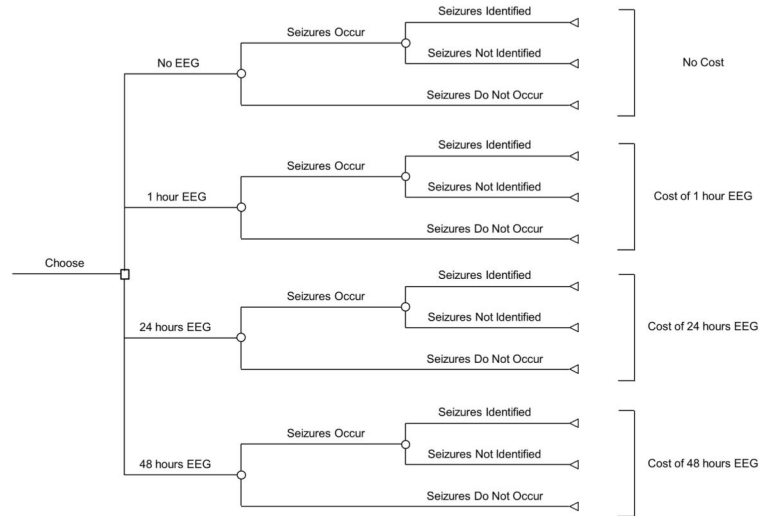 Seizures Identified
Seizures Occur
Seizures Not Identified
No EEG
No Cost
Seizures Do Not Occur
Seizures Identified
Seizures Occur
Seizures Not Identified
1 hour EEG
Cost of 1 hour EEG
Seizures Do Not Occur
Choose
Seizures Identified
Seizures Occur
Seizures Not Identified
24 hours EEG
Cost of 24 hours EEG
Seizures Do Not Occur
Seizures Identified
Seizures Occur
Seizures Not Identified
48 hours EEG
Cost of 48 hours EEG
Seizures Do Not Occur